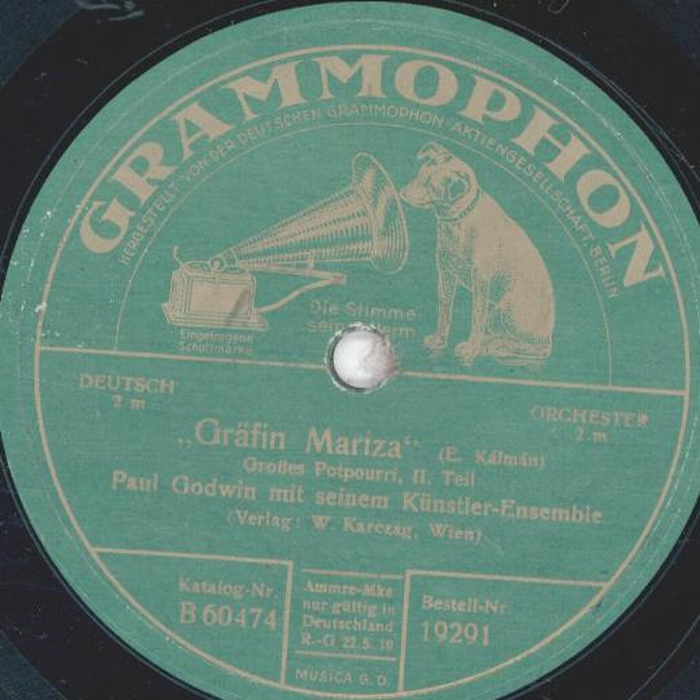 GRAMMOPHON
HERGESTELLT VON DER DEUTSCHEN GRAMMOPHON-AKTIENGESELLSCHAFT, BERLIN
Die Stimme
seines Herrn
Eingetragene
Schutzmarke
DEUTSCH
2 m
ORCHESTER
2 m
„Gräfin Mariza“ (E. Kálmán)
Großes Potpourri, II. Teil
Paul Godwin mit seinem Künstler-Ensemble
(Verlag: W. Karczag, Wien)
Katalog-Nr.
B 60474
Ammre-Mke
nur gültig in
Deutschland
R.-G. 22.5. 10
Bestell-Nr.
19291
MUSICA G. D.